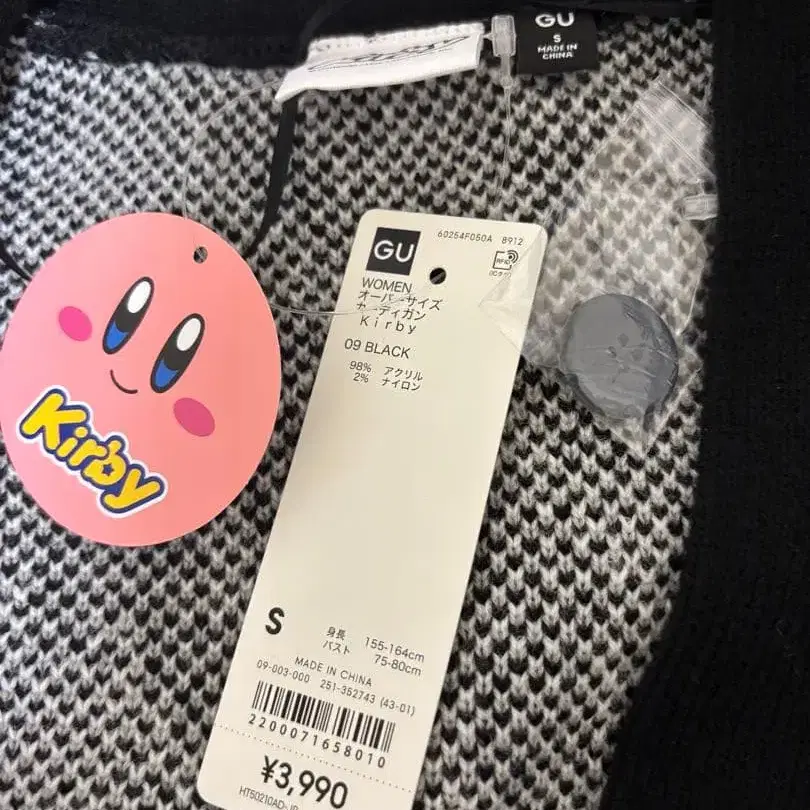 GU
S
MADE IN
CHINA
Kirby
GU
60254F050A 8912
RFID
WOMEN
オーバーサイズ
カーディガン
Kirby
09 BLACK
98% アクリル
2% ナイロン
S
身長 155-164cm
バスト 75-80cm
MADE IN CHINA
09-003-000 251-352743 (43-01)
2200071658010
¥3,990